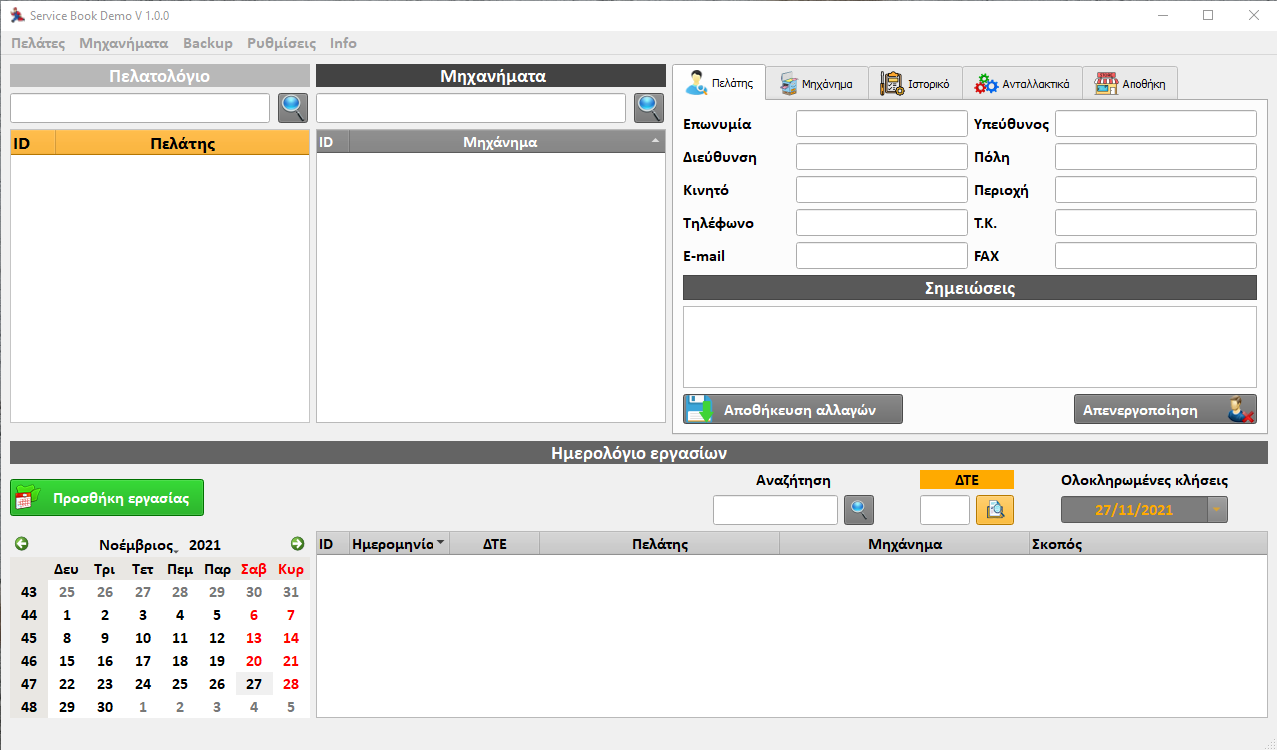 Service Book Demo V 1.0.0
Πελάτες Μηχανήματα Backup Ρυθμίσεις Info
Πελατολόγιο
ID Πελάτης
Μηχανήματα
ID Μηχάνημα
Πελάτης Μηχάνημα Ιστορικό Ανταλλακτικά Αποθήκη
Επωνυμία Υπεύθυνος
Διεύθυνση Πόλη
Κινητό Περιοχή
Τηλέφωνο Τ.Κ.
E-mail FAX
Σημειώσεις
Αποθήκευση αλλαγών Απενεργοποίηση
Ημερολόγιο εργασίων
Προσθήκη εργασίας
Αναζήτηση ΔΤΕ Ολοκληρωμένες κλήσεις
27/11/2021
Νοέμβριος, 2021
Δευ Τρι Τετ Πεμ Παρ Σαβ Κυρ
43 25 26 27 28 29 30 31
44 1 2 3 4 5 6 7
45 8 9 10 11 12 13 14
46 15 16 17 18 19 20 21
47 22 23 24 25 26 27 28
48 29 30 1 2 3 4 5
ID Ημερομηνίο ΔΤΕ Πελάτης Μηχάνημα Σκοπός